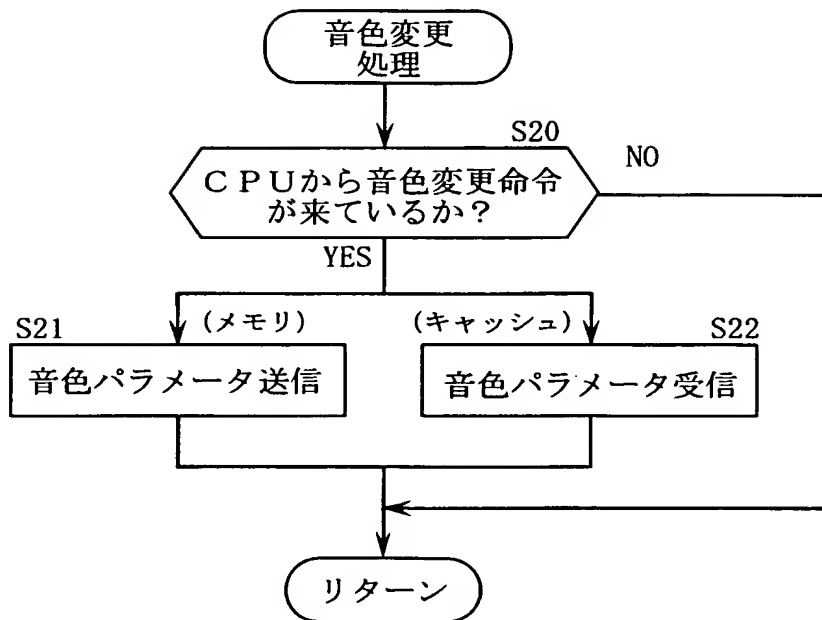 音色変更
処理
S20
NO
ＣＰＵから音色変更命令
が来ているか？
YES
S21
(メモリ)
(キャッシュ)
S22
音色パラメータ送信
音色パラメータ受信
リターン